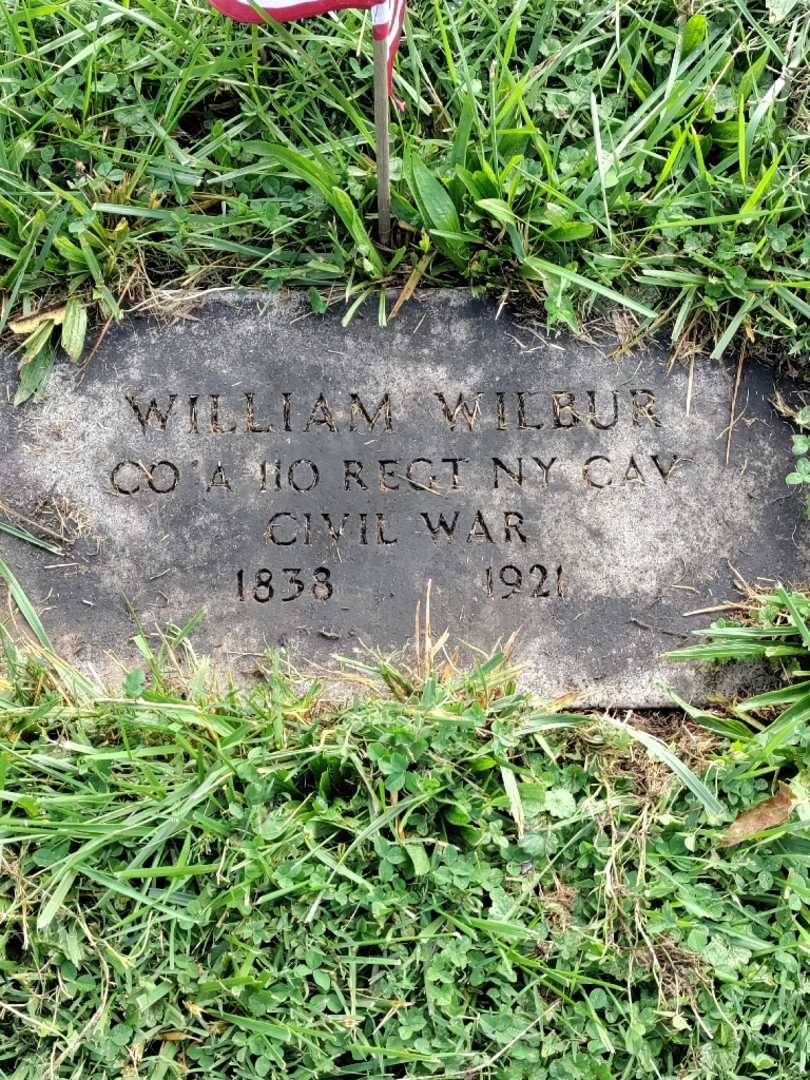 WILLIAM WILBUR
CO A 110 REGT NY CAV
CIVIL WAR
1838 1921